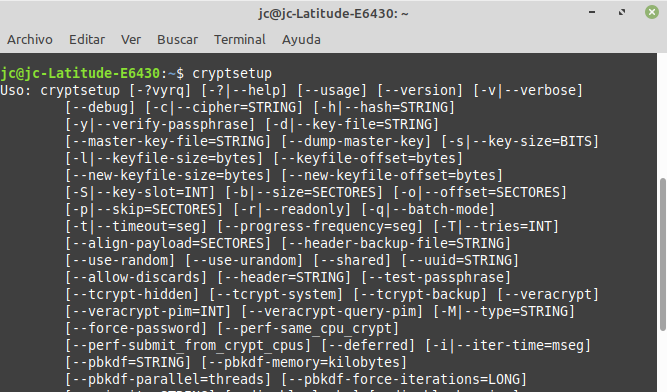 jc@jc-Latitude-E6430: ~
Archivo Editar Ver Buscar Terminal Ayuda
jc@jc-Latitude-E6430:~$ cryptsetup
Uso: cryptsetup [-?vyrq] [-?|--help] [--usage] [--version] [-v|--verbose]
[--debug] [-c|--cipher=STRING] [-h|--hash=STRING]
[-y|--verify-passphrase] [-d|--key-file=STRING]
[--master-key-file=STRING] [--dump-master-key] [-s|--key-size=BITS]
[-l|--keyfile-size=bytes] [--keyfile-offset=bytes]
[--new-keyfile-size=bytes] [--new-keyfile-offset=bytes]
[-S|--key-slot=INT] [-b|--size=SECTORES] [-o|--offset=SECTORES]
[-p|--skip=SECTORES] [-r|--readonly] [-q|--batch-mode]
[-t|--timeout=seg] [--progress-frequency=seg] [-T|--tries=INT]
[--align-payload=SECTORES] [--header-backup-file=STRING]
[--use-random] [--use-urandom] [--shared] [--uuid=STRING]
[--allow-discards] [--header=STRING] [--test-passphrase]
[--tcrypt-hidden] [--tcrypt-system] [--tcrypt-backup] [--veracrypt]
[--veracrypt-pim=INT] [--veracrypt-query-pim] [-M|--type=STRING]
[--force-password] [--perf-same_cpu_crypt]
[--perf-submit_from_crypt_cpus] [--deferred] [-i|--iter-time=mseg]
[--pbkdf=STRING] [--pbkdf-memory=kilobytes]
[--pbkdf-parallel=threads] [--pbkdf-force-iterations=LONG]